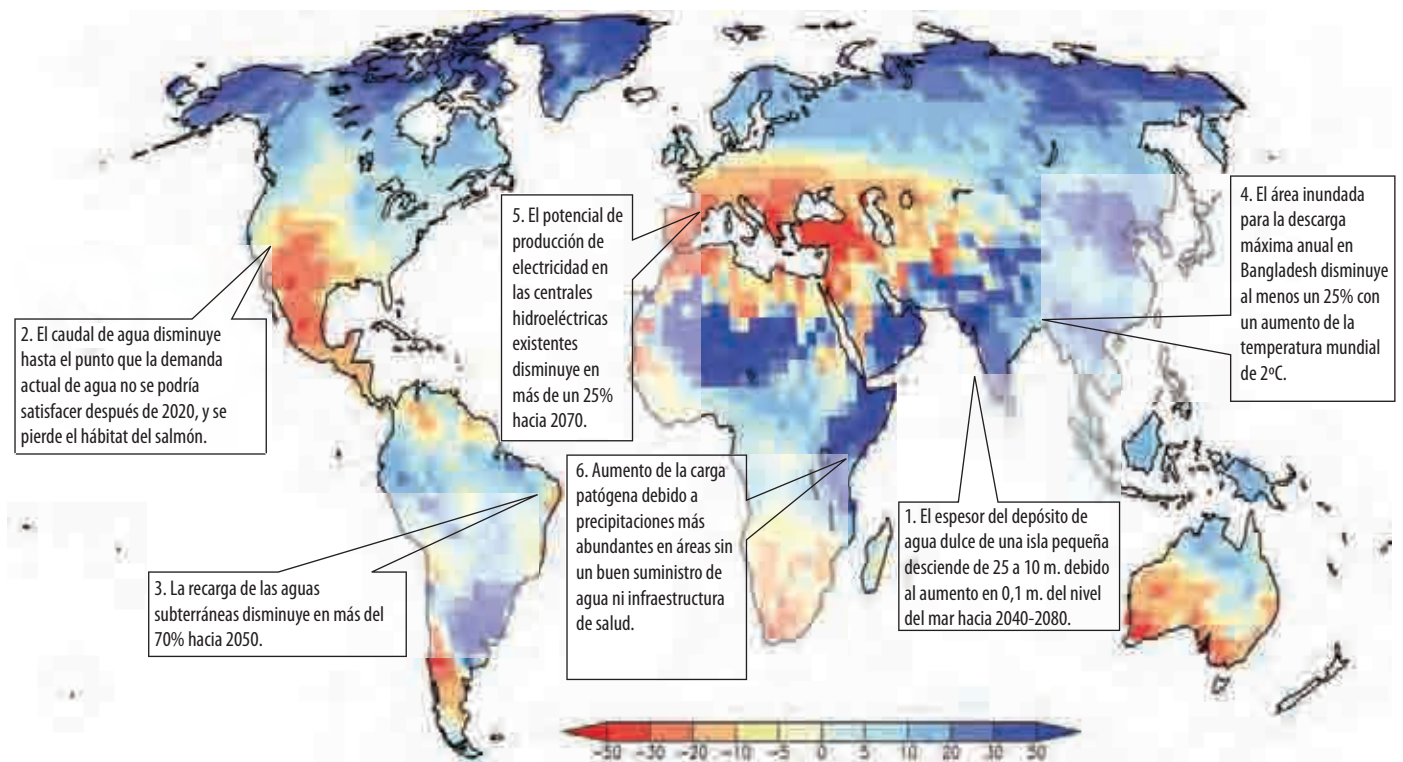 5. El potencial de
producción de
electricidad en
las centrales
hidroeléctricas
existentes
disminuye en
más de un 25%
hacia 2070.
4. El área inundada
para la descarga
máxima anual en
Bangladesh disminuye
al menos un 25% con
un aumento de la
temperatura mundial
de 2ºC.
2. El caudal de agua disminuye
hasta el punto que la demanda
actual de agua no se podría
satisfacer después de 2020, y se
pierde el hábitat del salmón.
6. Aumento de la carga
patógena debido a
precipitaciones más
abundantes en áreas sin
un buen suministro de
agua ni infraestructura
de salud.
1. El espesor del depósito de
agua dulce de una isla pequeña
desciende de 25 a 10 m. debido
al aumento en 0,1 m. del nivel
del mar hacia 2040-2080.
3. La recarga de las aguas
subterráneas disminuye en más del
70% hacia 2050.
-50 -30 -20 -10 -5 0 5 10 20 30 50